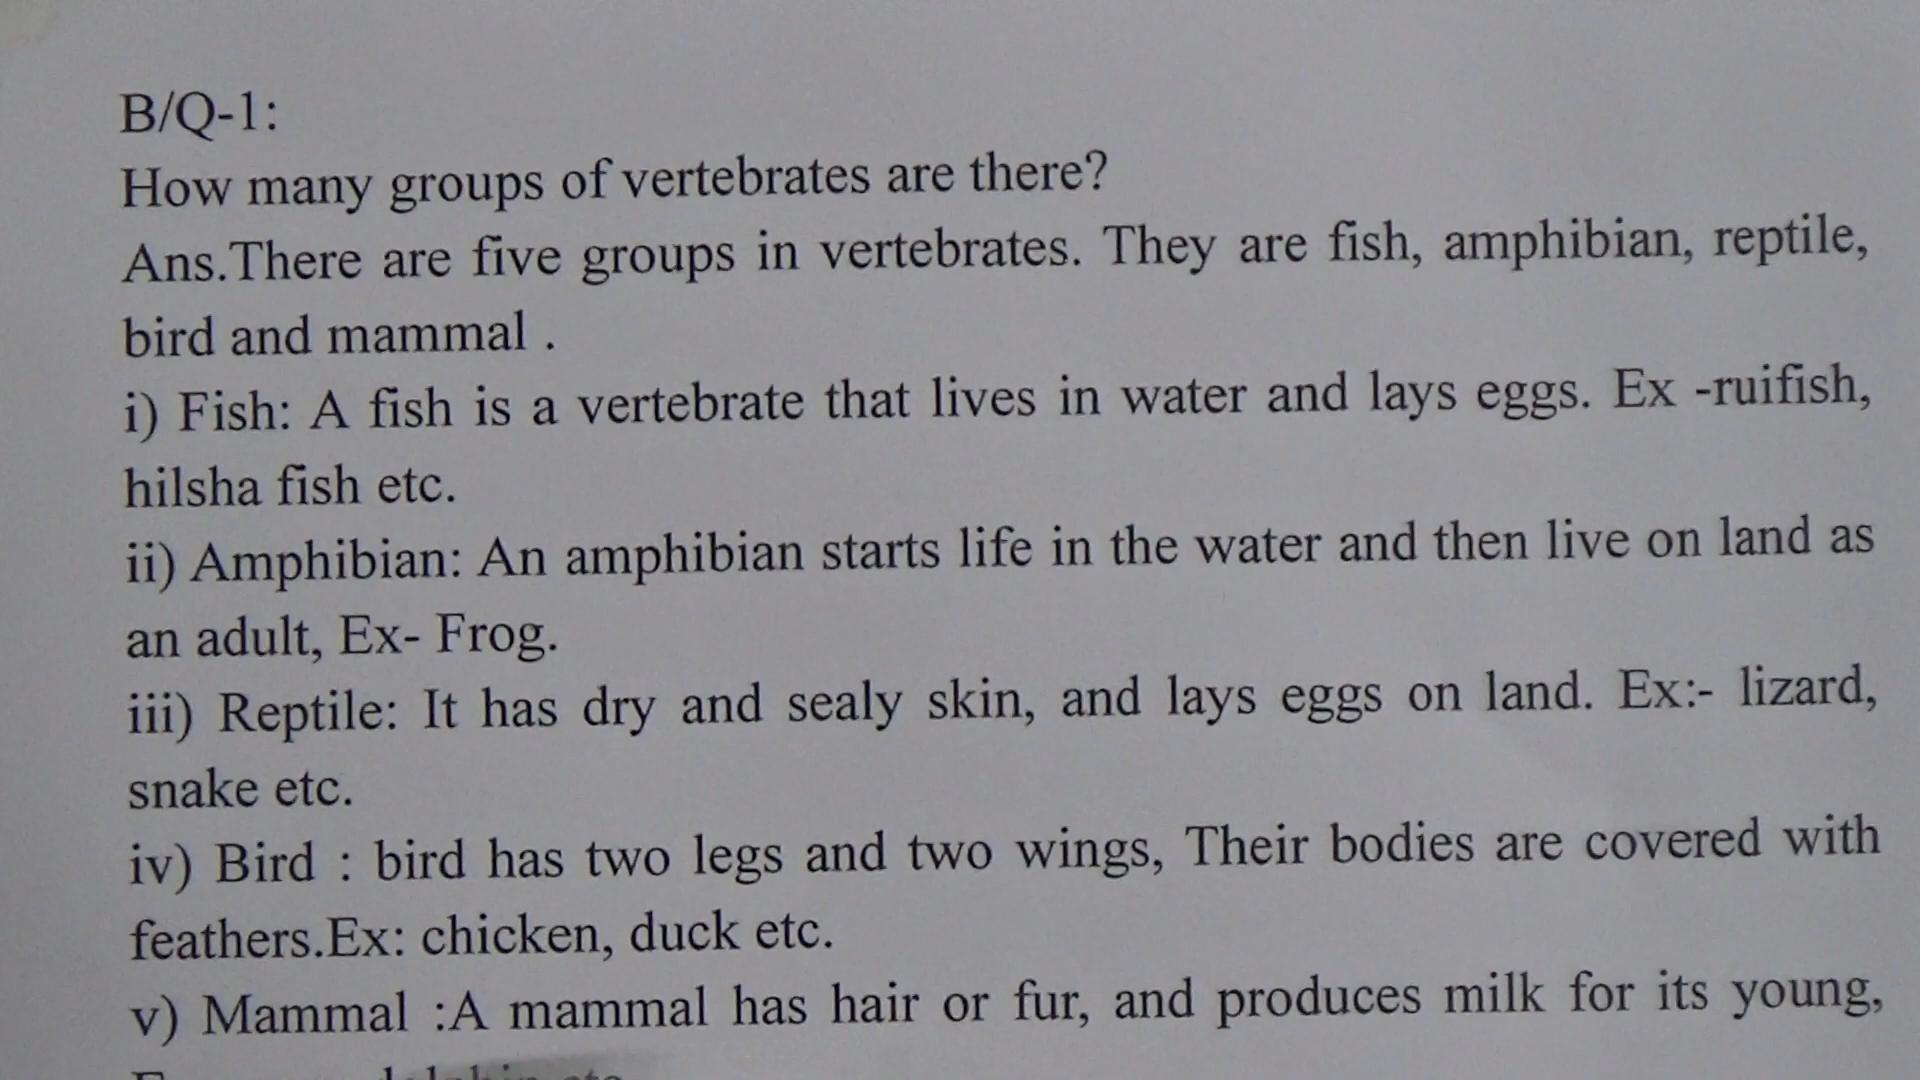 B/Q-1:
How many groups of vertebrates are there?
Ans.There are five groups in vertebrates. They are fish, amphibian, reptile,
bird and mammal .
i) Fish: A fish is a vertebrate that lives in water and lays eggs. Ex -ruifish,
hilsha fish etc.
ii) Amphibian: An amphibian starts life in the water and then live on land as
an adult, Ex- Frog.
iii) Reptile: It has dry and sealy skin, and lays eggs on land. Ex:- lizard,
snake etc.
iv) Bird : bird has two legs and two wings, Their bodies are covered with
feathers.Ex: chicken, duck etc.
v) Mammal :A mammal has hair or fur, and produces milk for its young,
dolphin etc